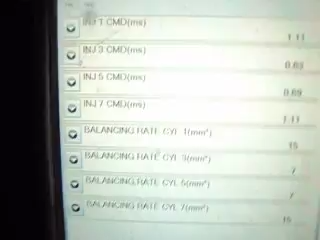 INJ 1 CMD(ms)
1.11
INJ 3 CMD(ms)
0.63
INJ 5 CMD(ms)
0.69
INJ 7 CMD(ms)
1.17
BALANCING RATE CYL 1(mm³)
15
BALANCING RATE CYL 3(mm³)
7
BALANCING RATE CYL 5(mm³)
7
BALANCING RATE CYL 7(mm³)
15